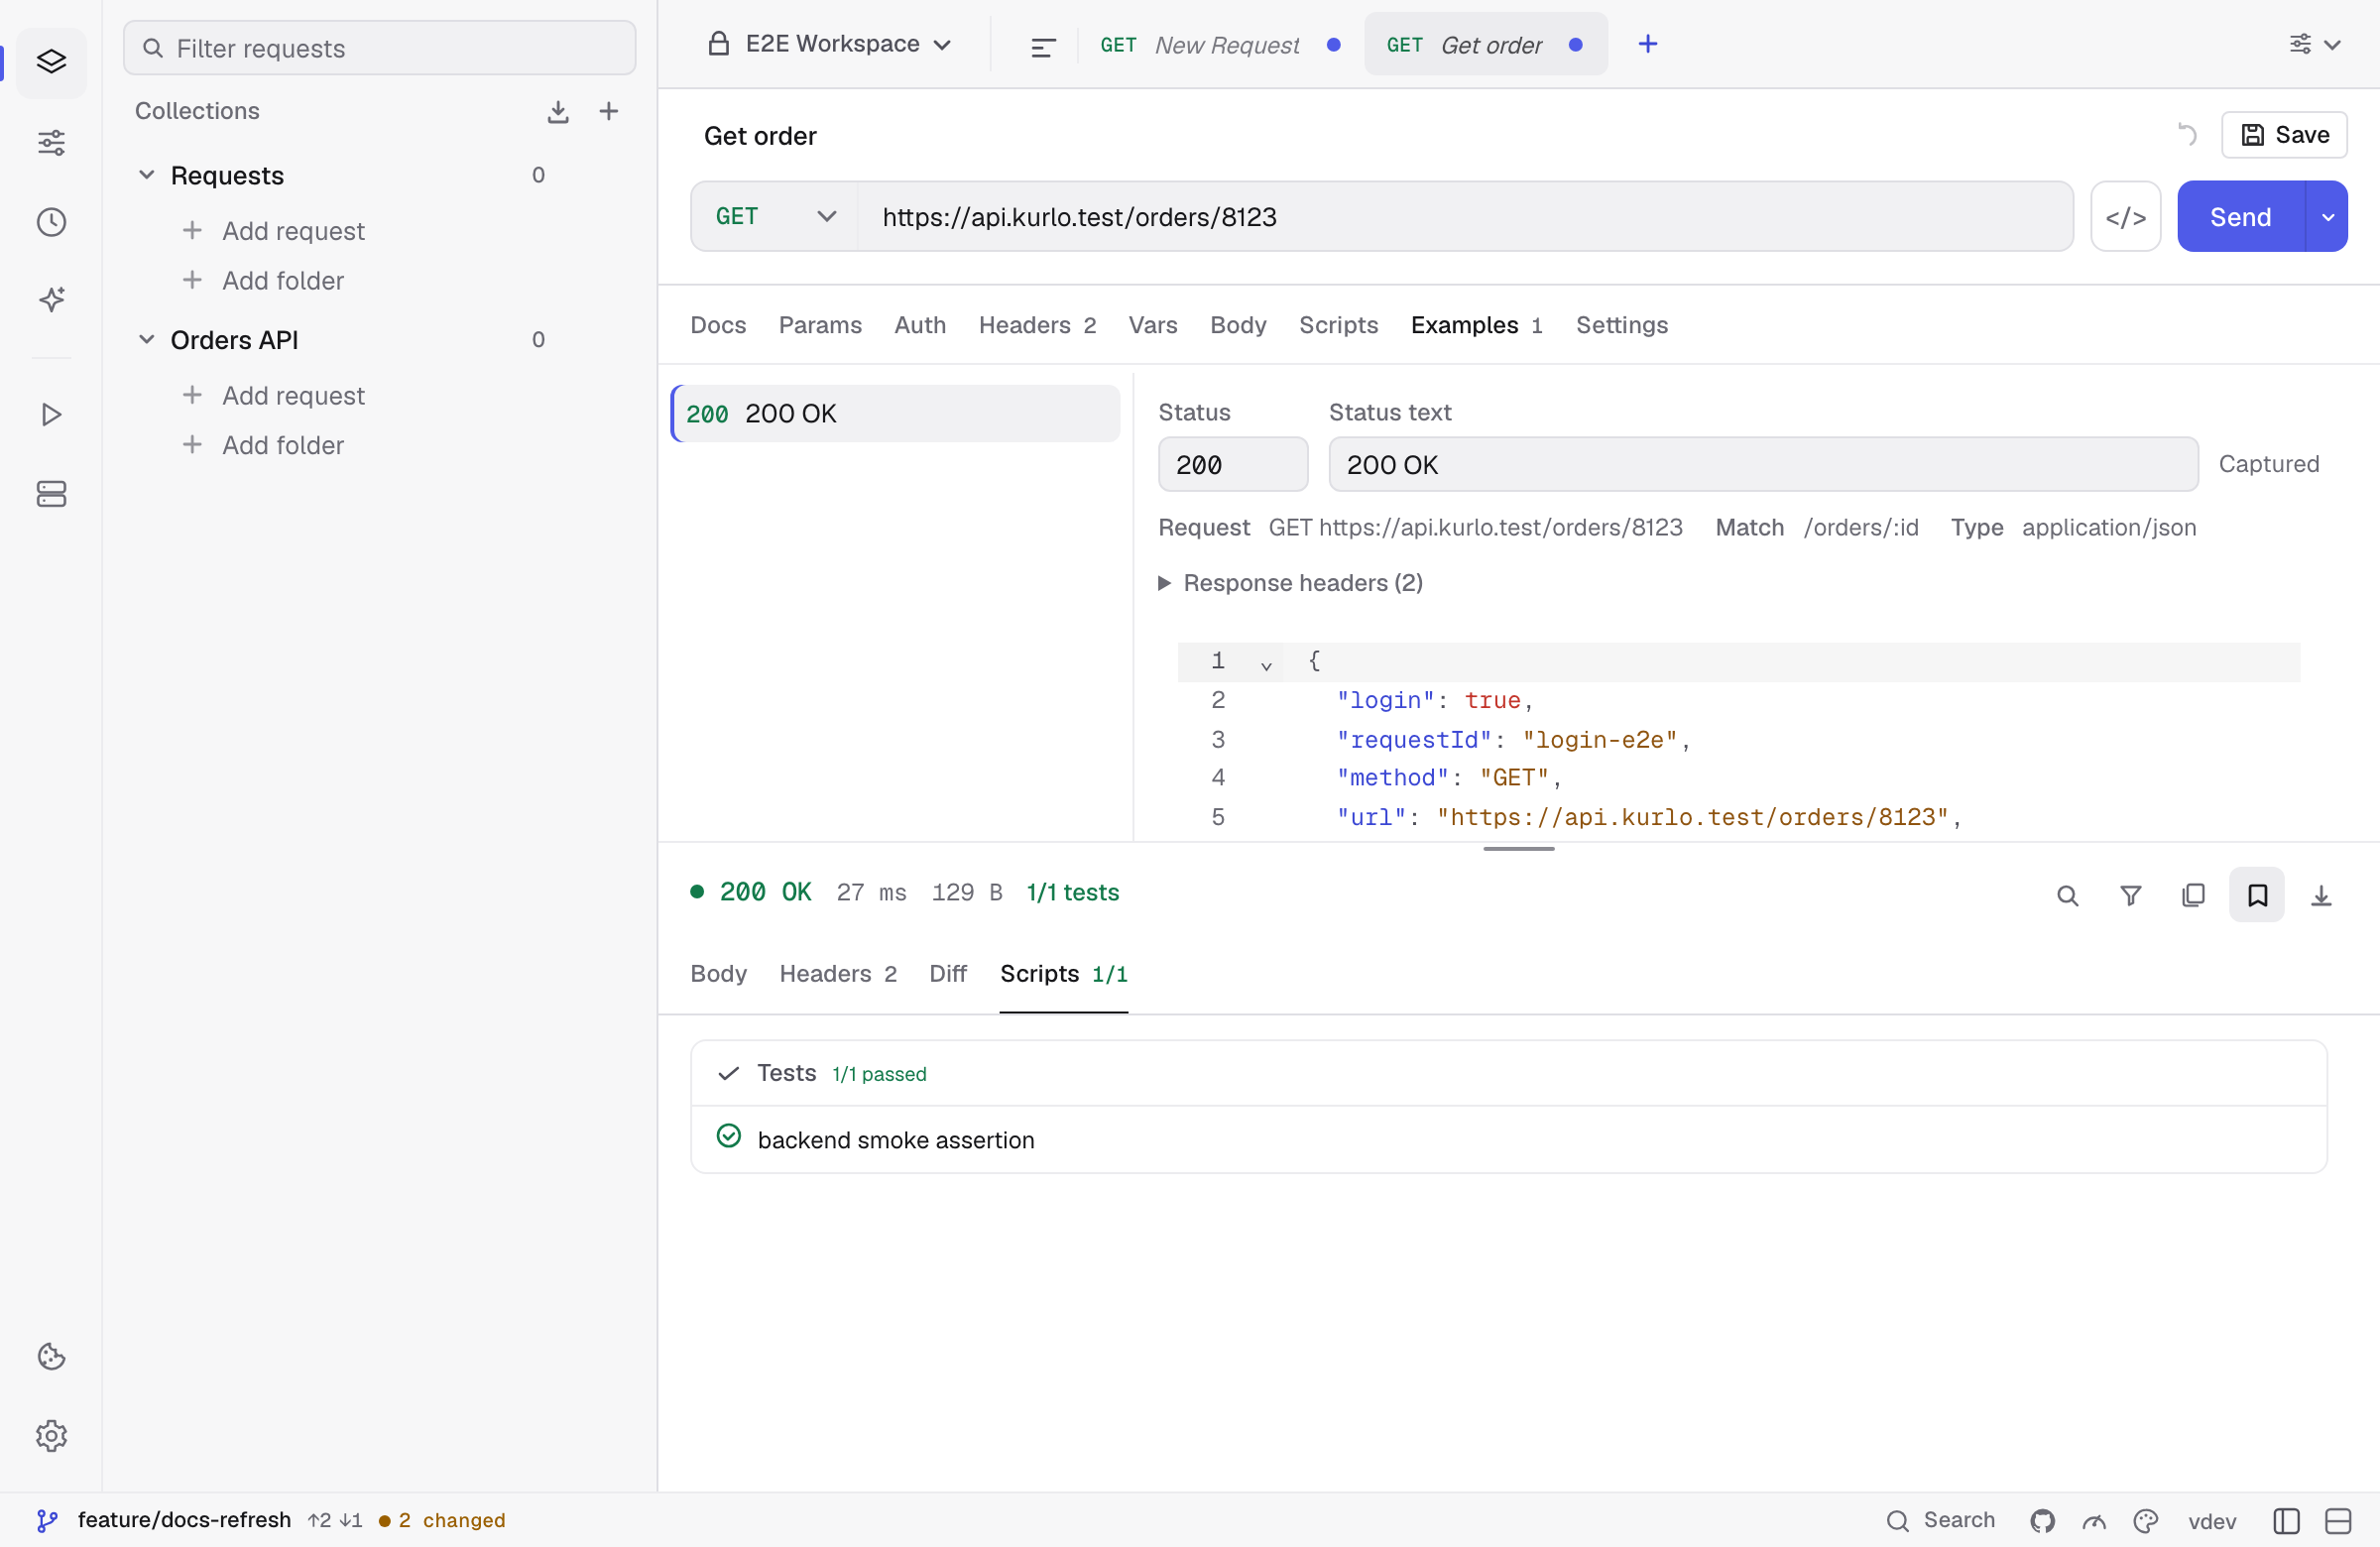 Filter requests
Collections
Requests 0
Add request
Add folder
Orders API 0
Add request
Add folder
E2E Workspace
GET New Request
GET Get order
Get order
Save
GET https://api.kurlo.test/orders/8123
</> Send
Docs Params Auth Headers 2 Vars Body Scripts Examples 1 Settings
200 200 OK
Status Status text
200 200 OK Captured
Request GET https://api.kurlo.test/orders/8123 Match /orders/:id Type application/json
Response headers (2)
1 {
2 "login": true,
3 "requestId": "login-e2e",
4 "method": "GET",
5 "url": "https://api.kurlo.test/orders/8123",
200 OK 27 ms 129 B 1/1 tests
Body Headers 2 Diff Scripts 1/1
Tests 1/1 passed
backend smoke assertion
feature/docs-refresh ↑2 ↓1 2 changed
Search vdev